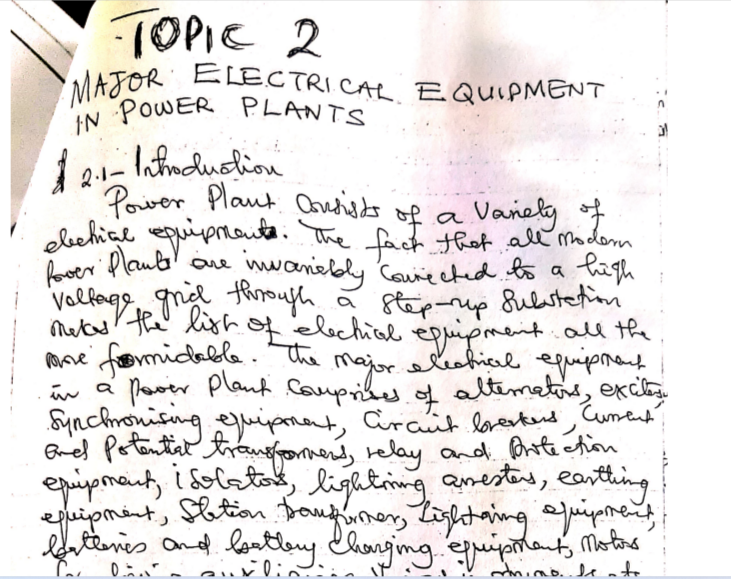 TOPIC 2
MAJOR ELECTRICAL EQUIPMENT
IN POWER PLANTS
2.1- Introduction
Power Plant Consists of a Variety of
electrical equipment. The fact that all modern
Power Plants are invariably connected to a high
Voltage grid through a Step-up Substation
makes the list of electrical equipment all the
more formidable. The major electrical equipment
in a power Plant comprises of alternators, exciters,
Synchronising equipment, Circuit breakers, Current
and Potential transformers, relay and Protection
equipment, isolators, lightning arresters, earthing
equipment, Station transformer, Lightning equipment,
batteries and battery Charging equipment, Motors
for